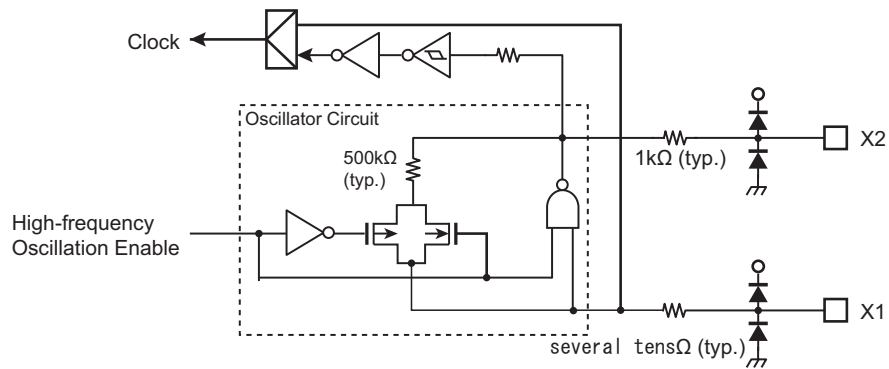 Clock
Oscillator Circuit
500kΩ
(typ.)
1kΩ (typ.)
X2
High-frequency
Oscillation Enable
X1
several tensΩ (typ.)